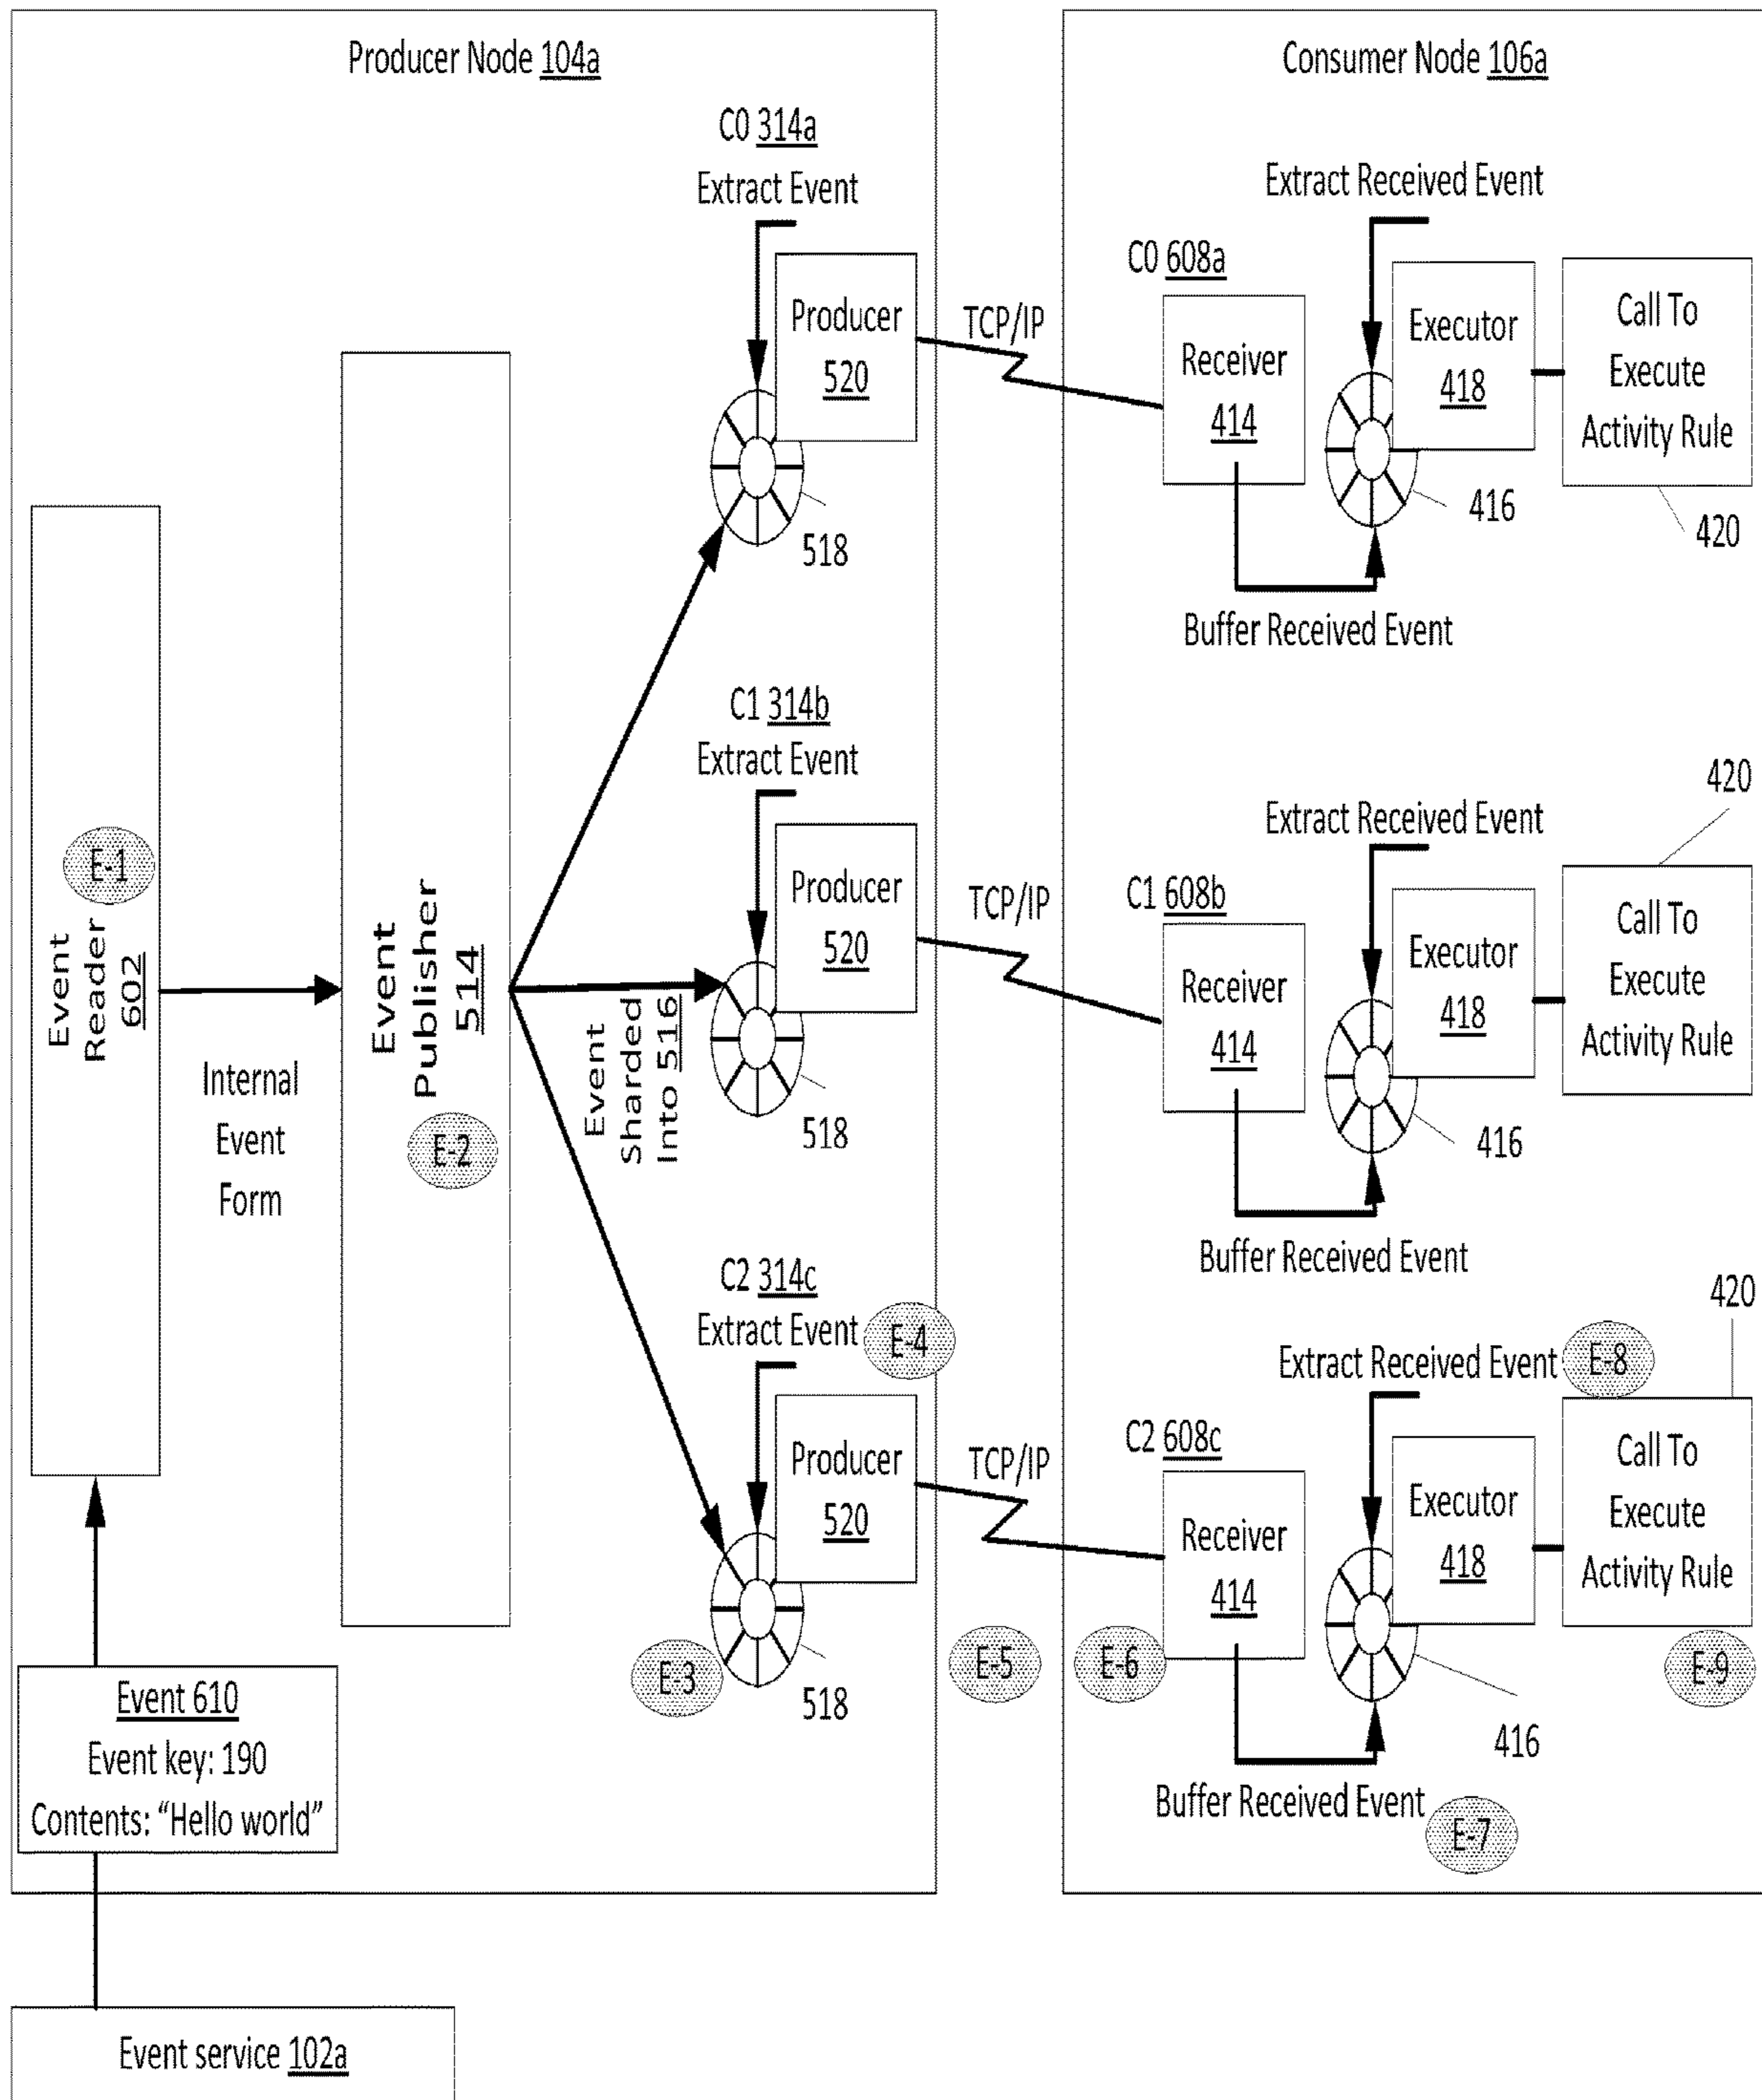 Producer Node 104a
Consumer Node 106a
C0 314a
Extract Event
Producer
520
518
TCP/IP
Extract Received Event
C0 608a
Receiver
414
Executor
418
416
Call To
Execute
Activity Rule
420
Buffer Received Event
E-1
Event
Reader
602
Internal
Event
Form
Event
Publisher
514
E-2
Event
Sharded
Into 516
C1 314b
Extract Event
Producer
520
518
TCP/IP
Extract Received Event
C1 608b
Receiver
414
Executor
418
416
420
Call To
Execute
Activity Rule
Buffer Received Event
C2 314c
Extract Event
E-4
Producer
520
E-3
518
TCP/IP
E-5
E-6
Extract Received Event
E-8
C2 608c
Receiver
414
Executor
418
416
420
Call To
Execute
Activity Rule
E-9
Buffer Received Event
E-7
Event 610
Event key: 190
Contents: “Hello world”
Event service 102a